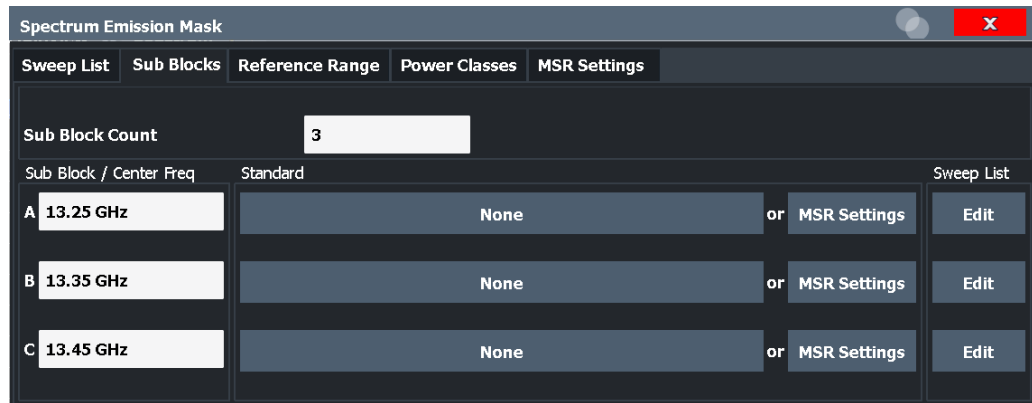 Spectrum Emission Mask X
Sweep List Sub Blocks Reference Range Power Classes MSR Settings
Sub Block Count 3
Sub Block / Center Freq Standard Sweep List
A 13.25 GHz None or MSR Settings Edit
B 13.35 GHz None or MSR Settings Edit
C 13.45 GHz None or MSR Settings Edit